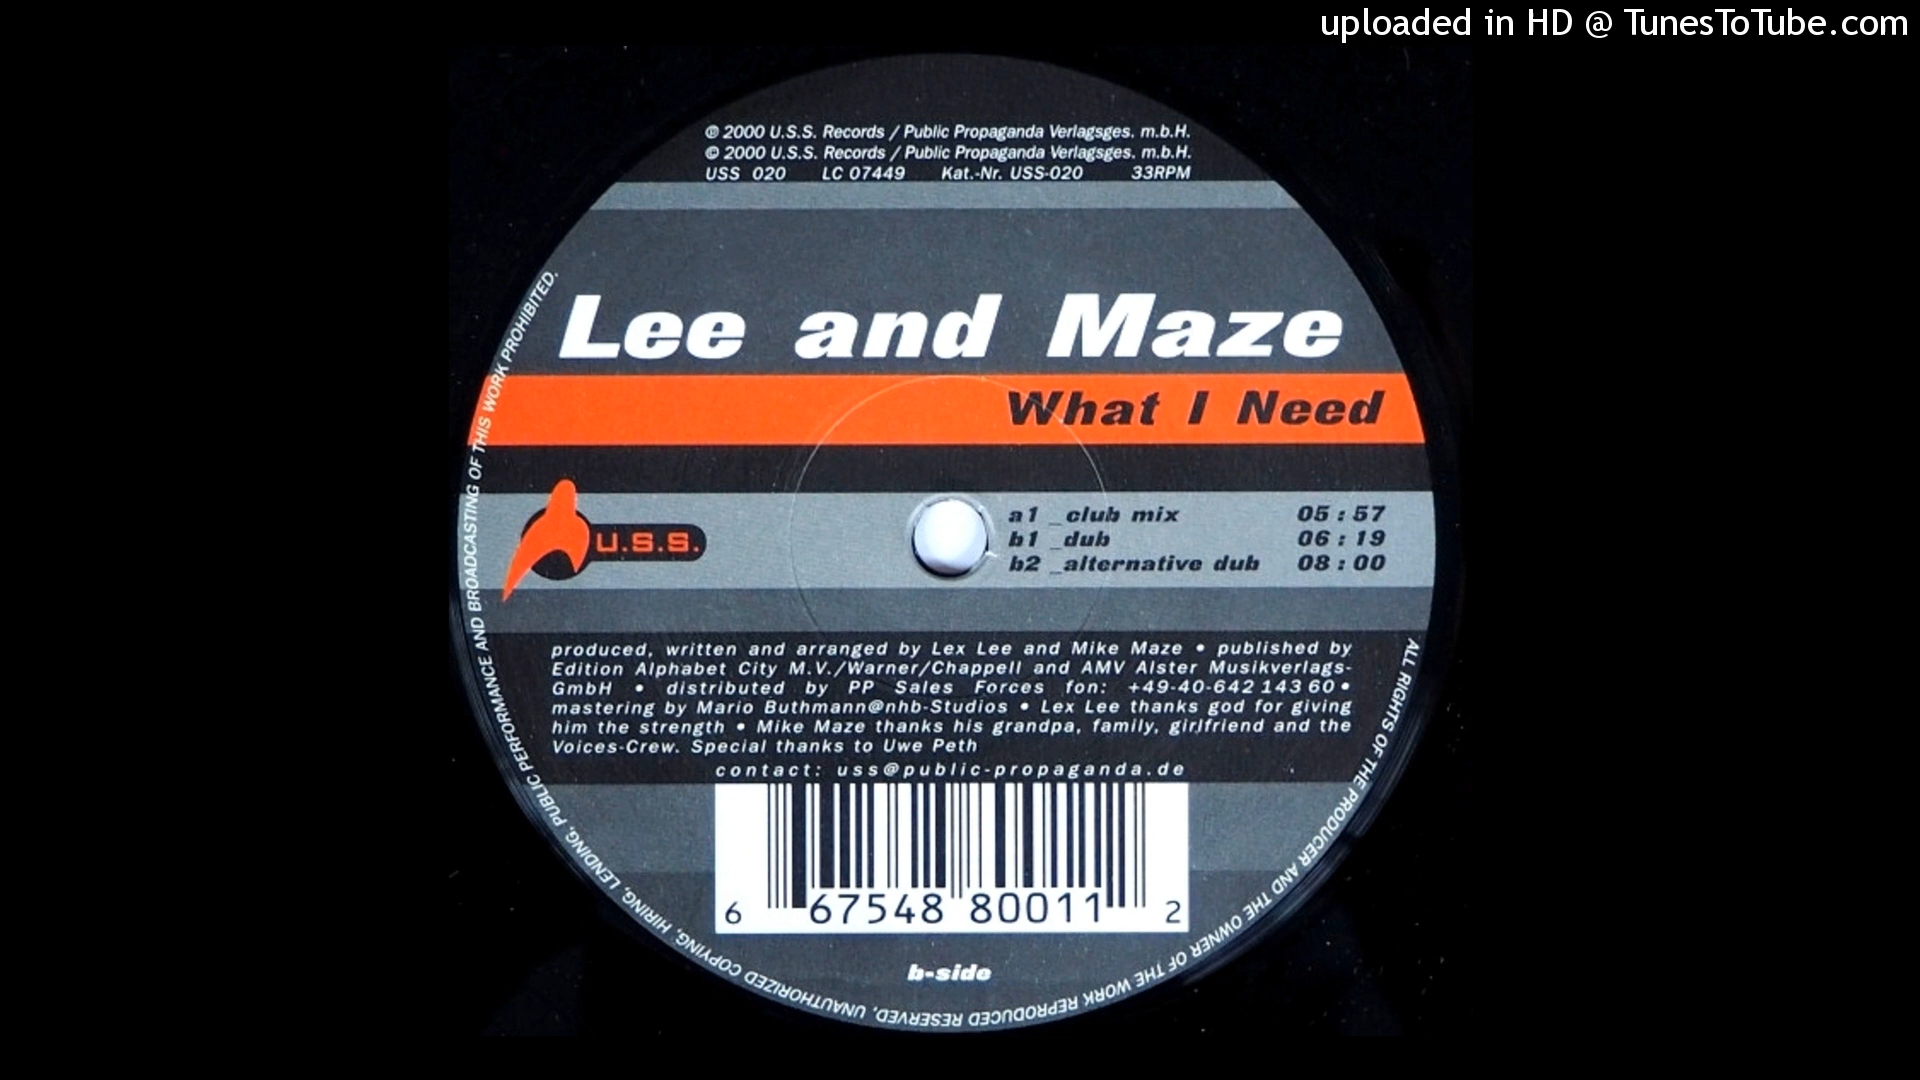 uploaded in HD @ TunesToTube.com
℗ 2000 U.S.S. Records / Public Propaganda Verlagsges. m.b.H.
© 2000 U.S.S. Records / Public Propaganda Verlagsges. m.b.H.
USS 020 LC 07449 Kat.-Nr. USS-020 33RPM
Lee and Maze
What I Need
U.S.S.
a1 _club mix 05:57
b1 _dub 06:19
b2 _alternative dub 08:00
produced, written and arranged by Lex Lee and Mike Maze • published by
Edition Alphabet City M.V./Warner/Chappell and AMV Alster Musikverlags-
GmbH • distributed by PP Sales Forces fon: +49-40-642 143 60 •
mastering by Mario Buthmann@nhb-Studios • Lex Lee thanks god for giving
him the strength • Mike Maze thanks his grandpa, family, girlfriend and the
Voices-Crew. Special thanks to Uwe Peth
contact: uss@public-propaganda.de
6 67548 80011 2
b-side
ALL RIGHTS OF THE PRODUCER AND THE OWNER OF THE WORK REPRODUCED RESERVED. UNAUTHORIZED COPYING, HIRING, LENDING, PUBLIC PERFORMANCE AND BROADCASTING OF THIS WORK PROHIBITED.